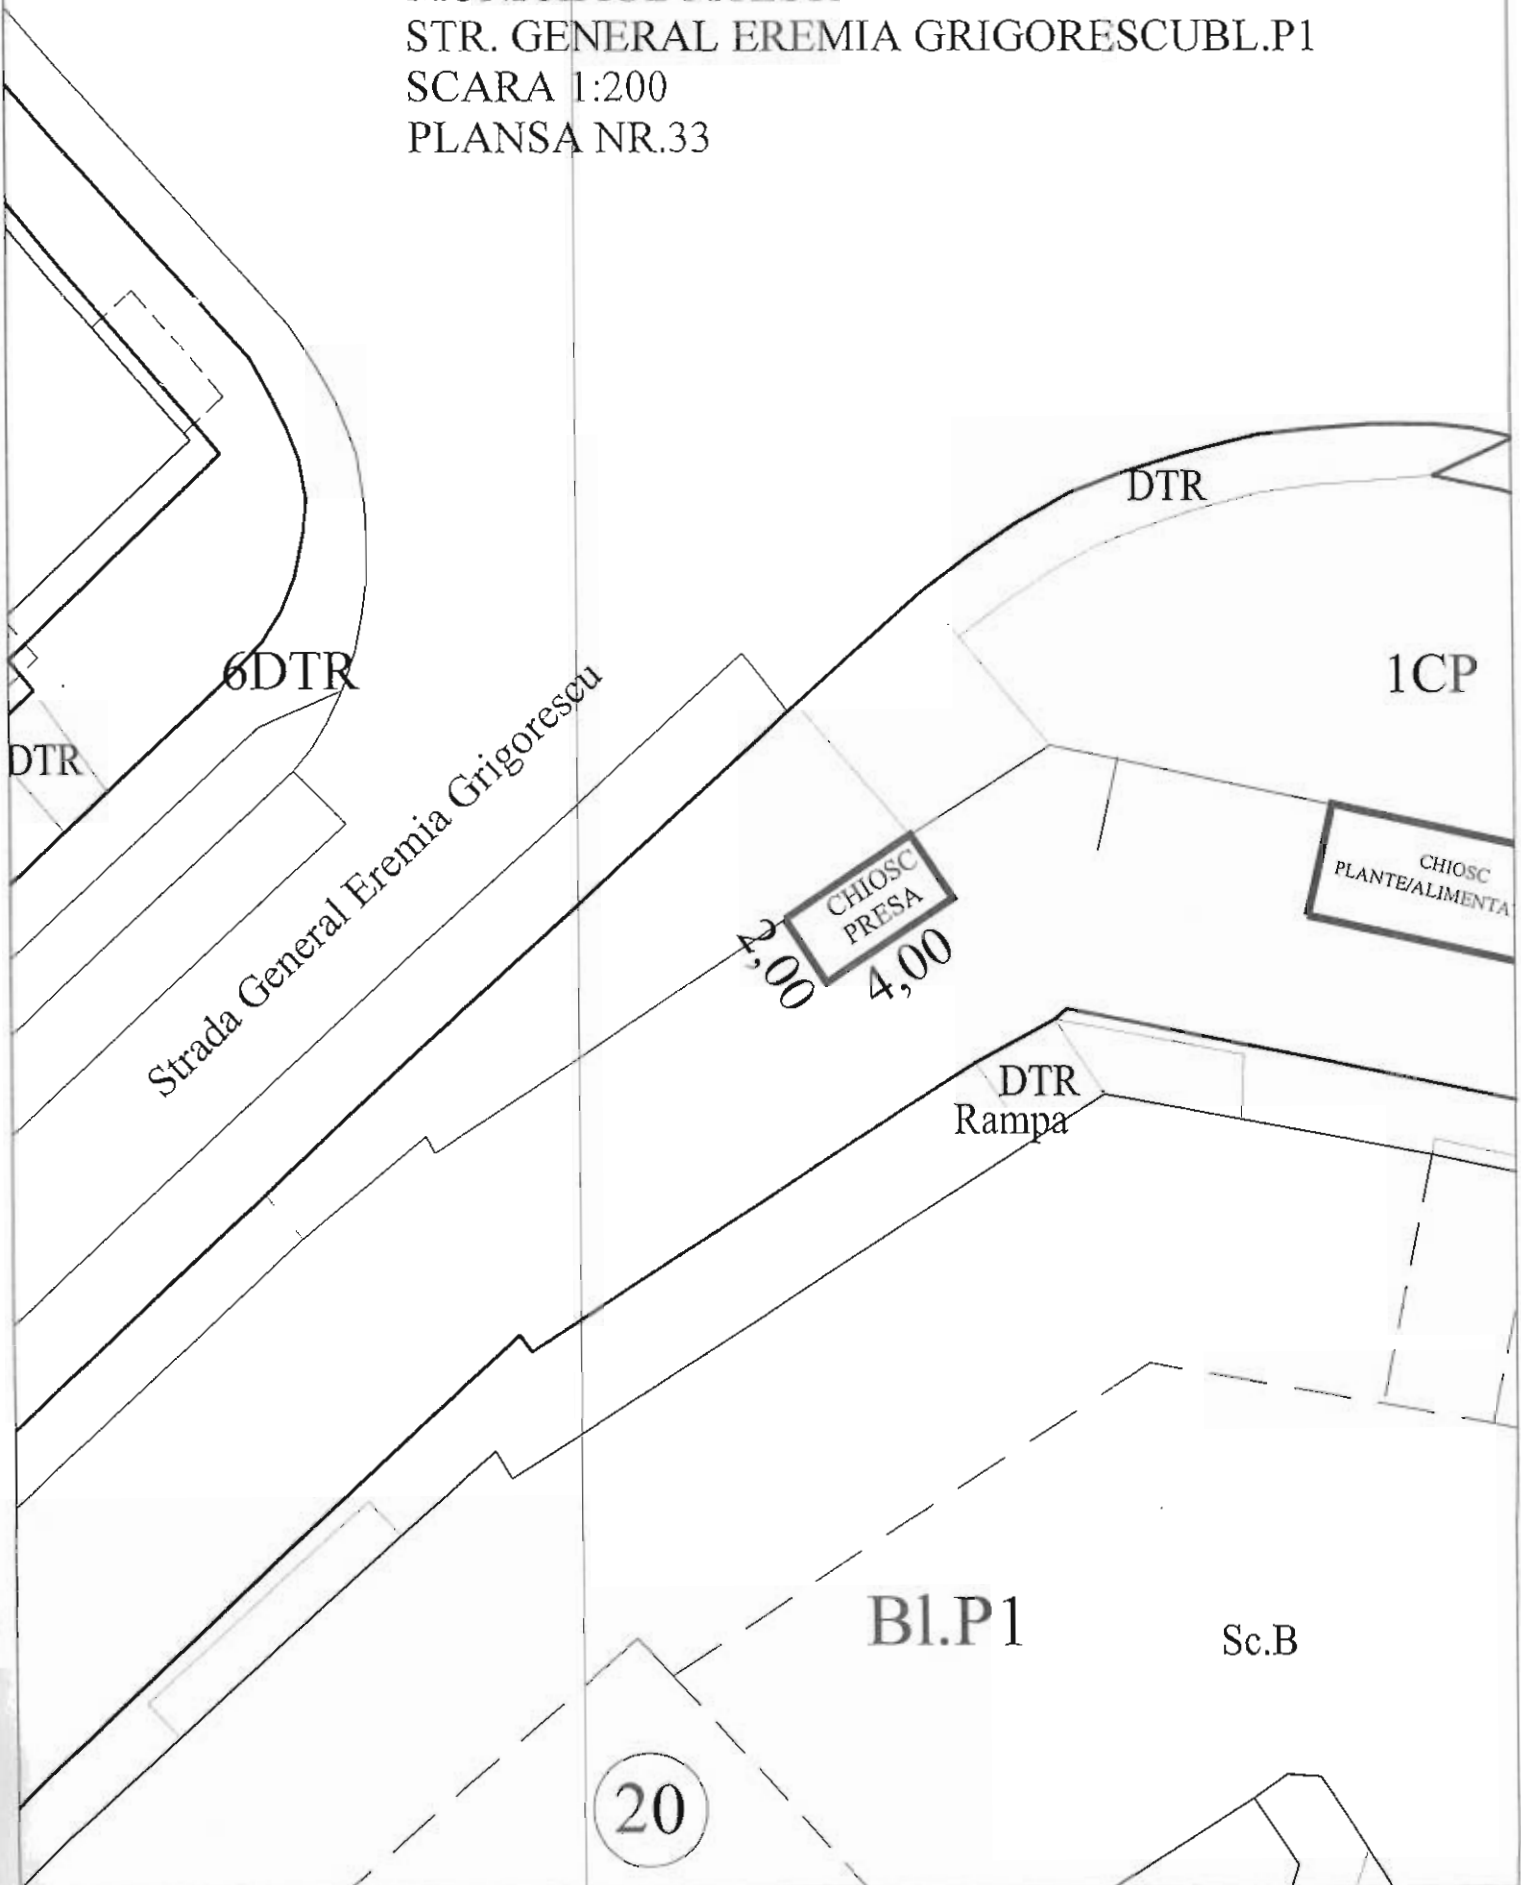 STR. GENERAL EREMIA GRIGORESCUBL.P1
SCARA 1:200
PLANSA NR.33
DTR
6DTR
1CP
DTR
Strada General Eremia Grigorescu
CHIOSC
PRESA
2,00
4,00
CHIOSC
PLANTE/ALIMENTA
DTR
Rampa
Bl.P1
Sc.B
20